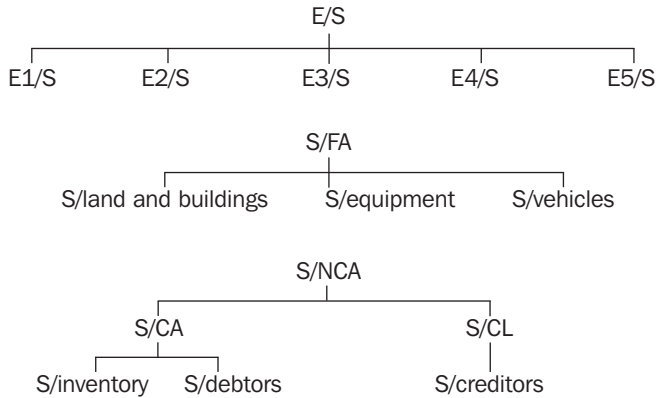 E/S
E1/S E2/S E3/S E4/S E5/S
S/FA
S/land and buildings S/equipment S/vehicles
S/NCA
S/CA S/CL
S/inventory S/debtors S/creditors